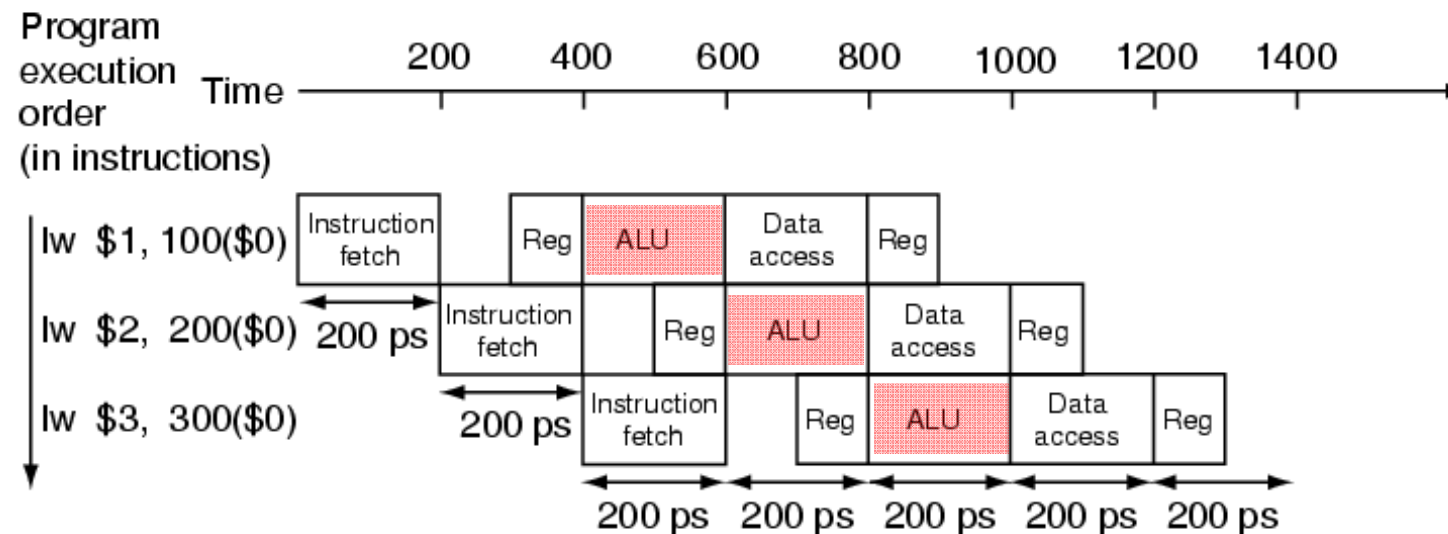 Program
execution
order
(in instructions)
Time
200 400 600 800 1000 1200 1400
lw $1, 100($0)
Instruction
fetch
Reg
ALU
Data
access
Reg
200 ps
lw $2, 200($0)
Instruction
fetch
Reg
ALU
Data
access
Reg
200 ps
lw $3, 300($0)
Instruction
fetch
Reg
ALU
Data
access
Reg
200 ps 200 ps 200 ps 200 ps 200 ps